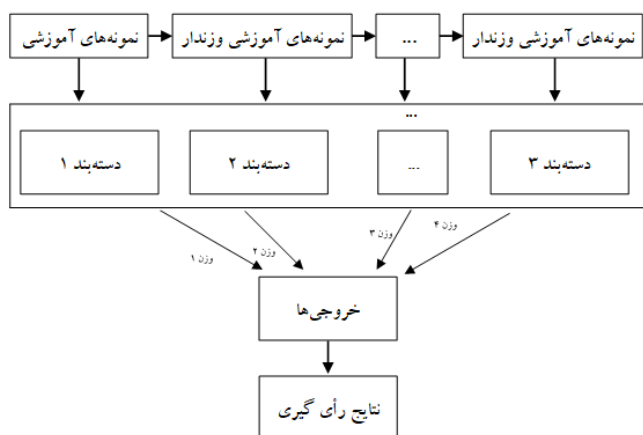 نمونه‌های آموزشی
نمونه‌های آموزشی وزندار
...
نمونه‌های آموزشی وزندار
...
دسته‌بند ۱
دسته‌بند ۲
...
دسته‌بند ۳
وزن ۱
وزن ۲
وزن ۳
وزن ۴
خروجی‌ها
نتایج رأی گیری